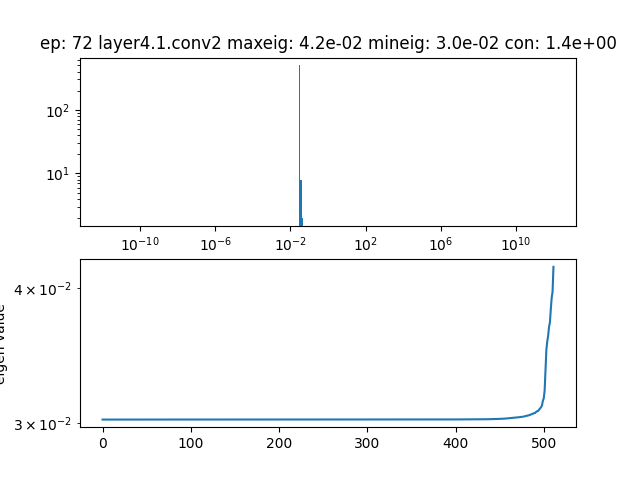 ep: 72 layer4.1.conv2 maxeig: 4.2e-02 mineig: 3.0e-02 con: 1.4e+00
10²
10¹
10⁻¹⁰ 10⁻⁶ 10⁻² 10² 10⁶ 10¹⁰
4 × 10⁻²
3 × 10⁻²
eigen value
0 100 200 300 400 500